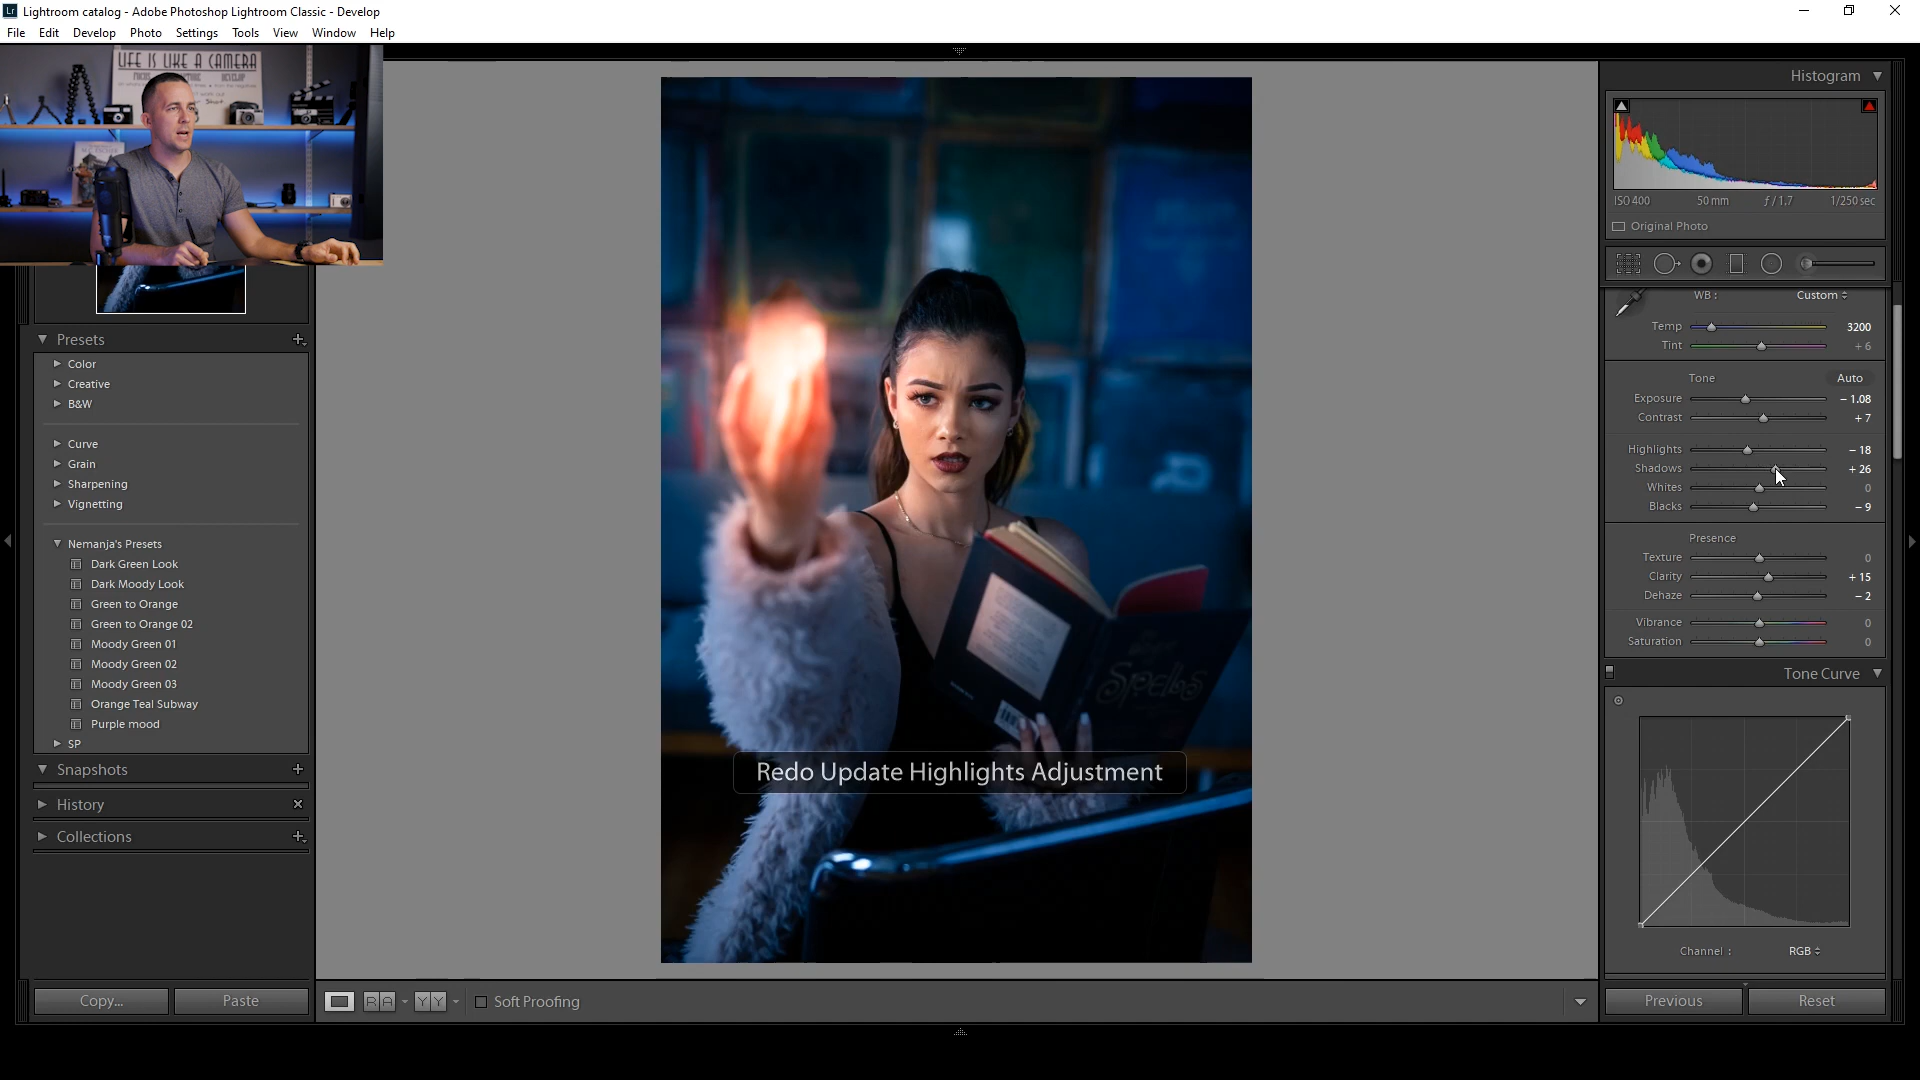 Lr Lightroom catalog - Adobe Photoshop Lightroom Classic - Develop
File Edit Develop Photo Settings Tools View Window Help
LIFE IS LIKE A CAMERA
Histogram
ISO 400 50 mm ƒ / 1.7 1/250 sec
Original Photo
WB : Custom
Temp 3200
Tint + 6
Tone Auto
Exposure – 1.08
Contrast + 7
Highlights – 18
Shadows + 26
Whites 0
Blacks – 9
Presence
Texture 0
Clarity + 15
Dehaze – 2
Vibrance 0
Saturation 0
Tone Curve
Channel : RGB
Previous Reset
Presets
Color
Creative
B&W
Curve
Grain
Sharpening
Vignetting
Nemanja's Presets
Dark Green Look
Dark Moody Look
Green to Orange
Green to Orange 02
Moody Green 01
Moody Green 02
Moody Green 03
Orange Teal Subway
Purple mood
SP
Snapshots
History
Collections
Copy... Paste
Spells
Redo Update Highlights Adjustment
R A Y Y Soft Proofing